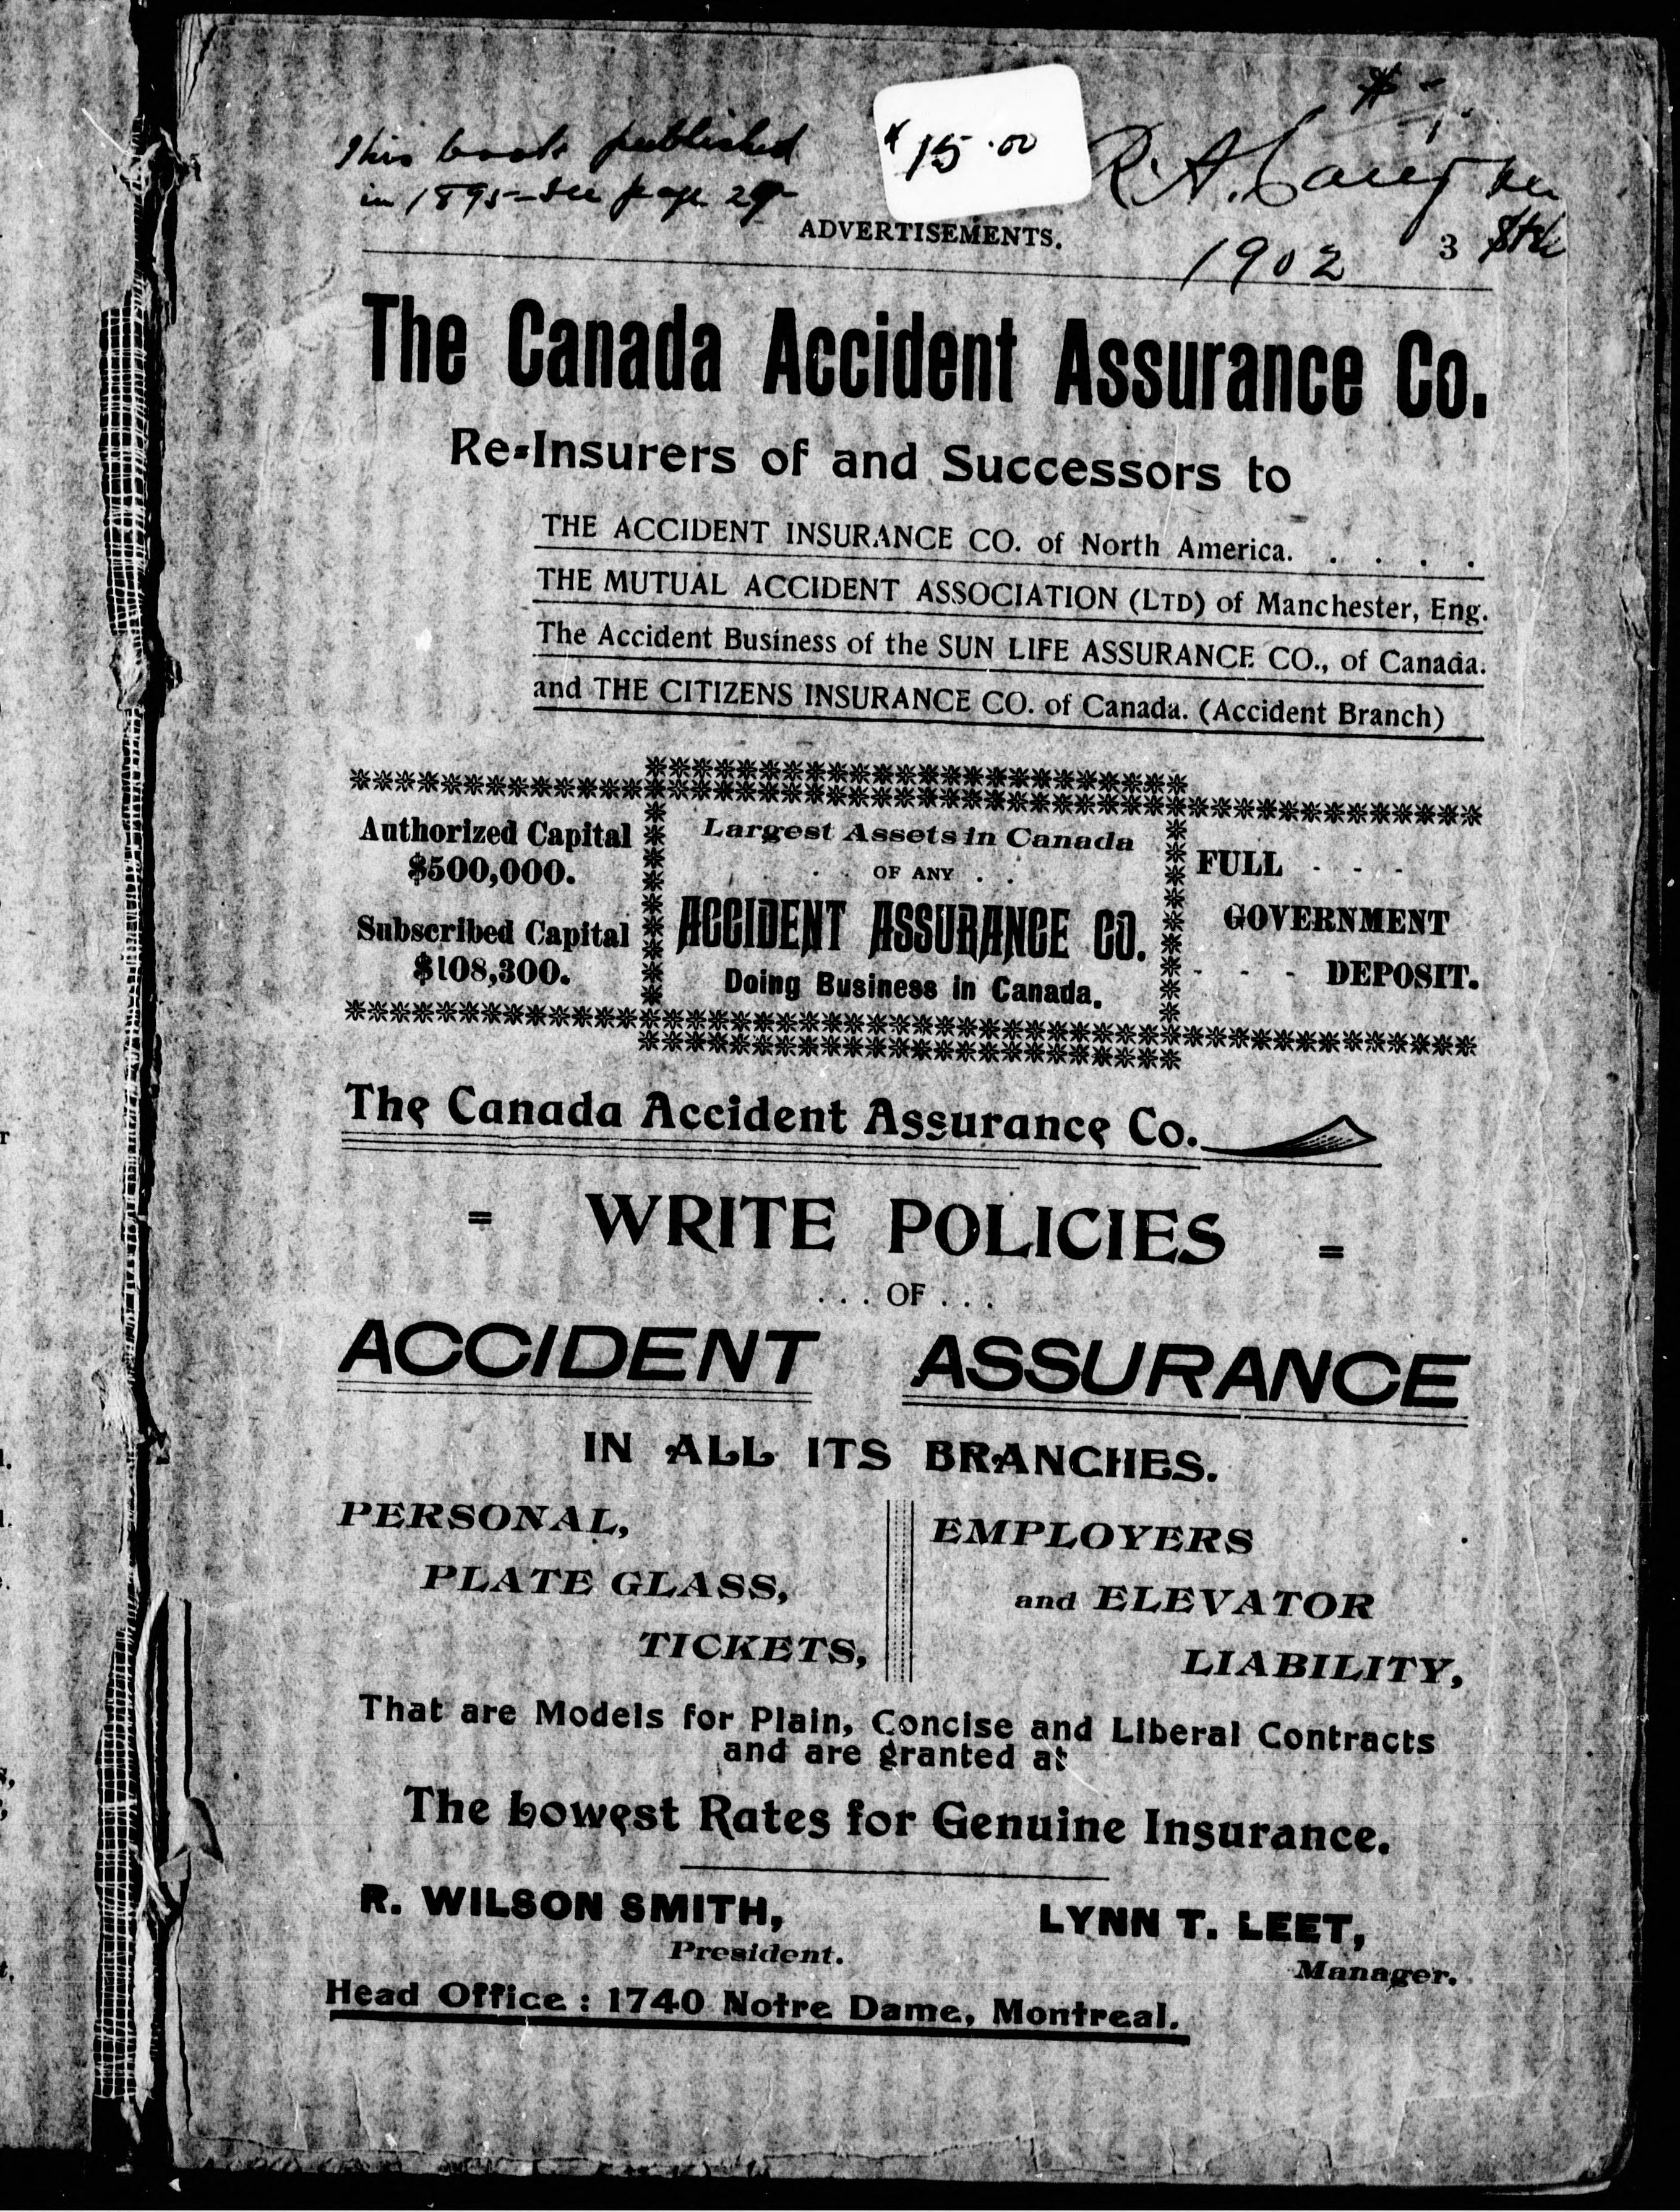 This book published
in 1895 - See page 29
$15.00
R. A.
1902
ADVERTISEMENTS.
3
The Canada Accident Assurance Co.
Re-Insurers of and Successors to
THE ACCIDENT INSURANCE CO. of North America. . . . .
THE MUTUAL ACCIDENT ASSOCIATION (LTD) of Manchester, Eng.
The Accident Business of the SUN LIFE ASSURANCE CO., of Canada.
and THE CITIZENS INSURANCE CO. of Canada. (Accident Branch)
Authorized Capital
$500,000.
Subscribed Capital
$108,300.
Largest Assets in Canada
. . OF ANY . .
ACCIDENT ASSURANCE CO.
Doing Business in Canada.
FULL - - -
GOVERNMENT
- - - DEPOSIT.
The Canada Accident Assurance Co.
= WRITE POLICIES =
. . . OF . . .
ACCIDENT ASSURANCE
IN ALL ITS BRANCHES.
PERSONAL,
PLATE GLASS,
TICKETS,
EMPLOYERS
and ELEVATOR
LIABILITY,
That are Models for Plain, Concise and Liberal Contracts
and are granted at
The Lowest Rates for Genuine Insurance.
R. WILSON SMITH,
President.
LYNN T. LEET,
Manager.
Head Office : 1740 Notre Dame, Montreal.